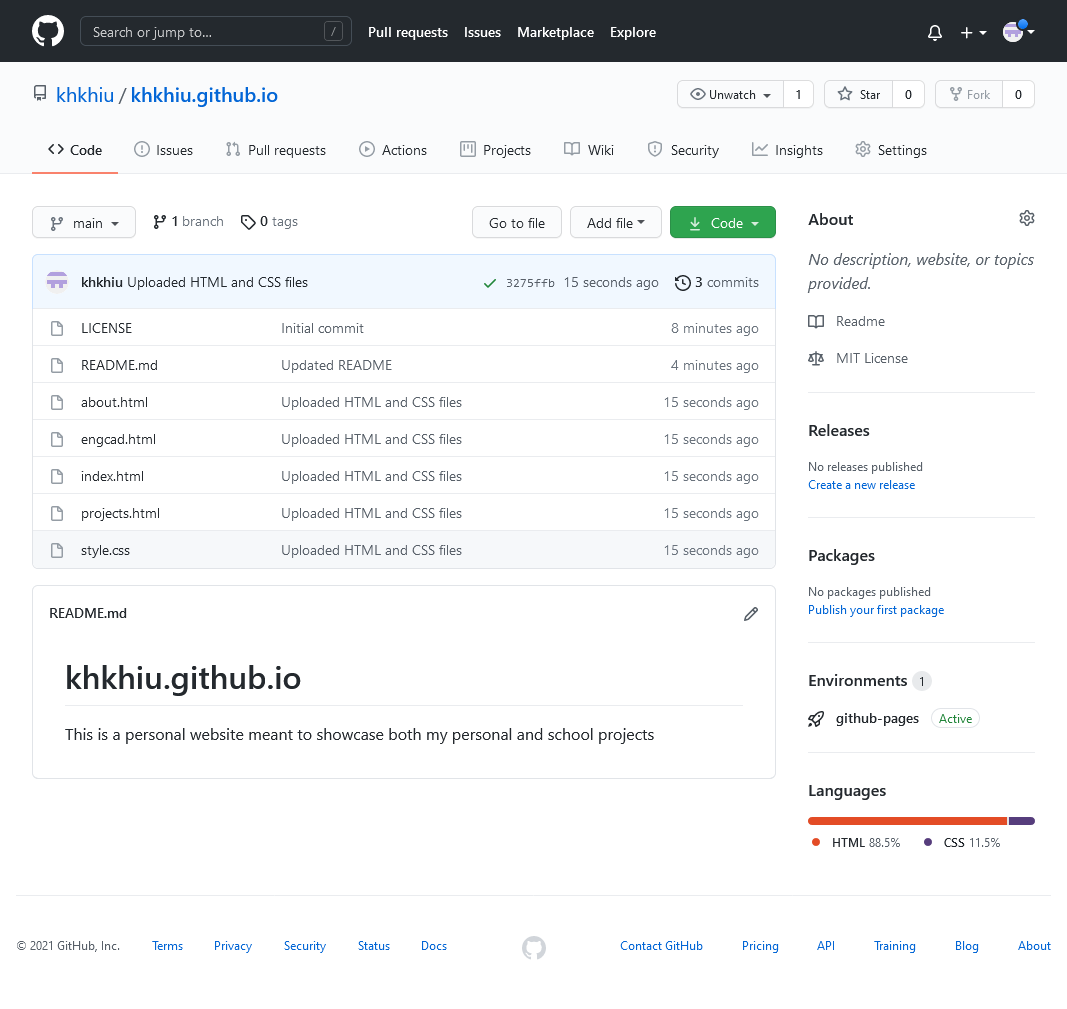 Search or jump to... /
Pull requests Issues Marketplace Explore
khkhiu / khkhiu.github.io
Unwatch 1 Star 0 Fork 0
Code Issues Pull requests Actions Projects Wiki Security Insights Settings
main 1 branch 0 tags Go to file Add file Code
khkhiu Uploaded HTML and CSS files 3275ffb 15 seconds ago 3 commits
LICENSE Initial commit 8 minutes ago
README.md Updated README 4 minutes ago
about.html Uploaded HTML and CSS files 15 seconds ago
engcad.html Uploaded HTML and CSS files 15 seconds ago
index.html Uploaded HTML and CSS files 15 seconds ago
projects.html Uploaded HTML and CSS files 15 seconds ago
style.css Uploaded HTML and CSS files 15 seconds ago
README.md
khkhiu.github.io
This is a personal website meant to showcase both my personal and school projects
About
No description, website, or topics
provided.
Readme
MIT License
Releases
No releases published
Create a new release
Packages
No packages published
Publish your first package
Environments 1
github-pages Active
Languages
HTML 88.5% CSS 11.5%
© 2021 GitHub, Inc. Terms Privacy Security Status Docs Contact GitHub Pricing API Training Blog About